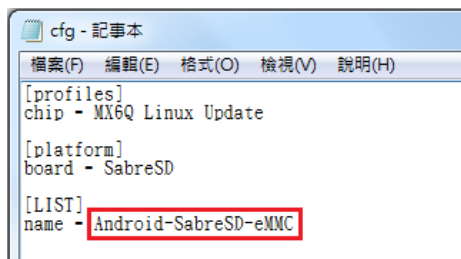 cfg - 記事本
檔案(F) 編輯(E) 格式(O) 檢視(V) 說明(H)
[profiles]
chip = MX6Q Linux Update
[platform]
board = SabreSD
[LIST]
name = Android-SabreSD-eMMC